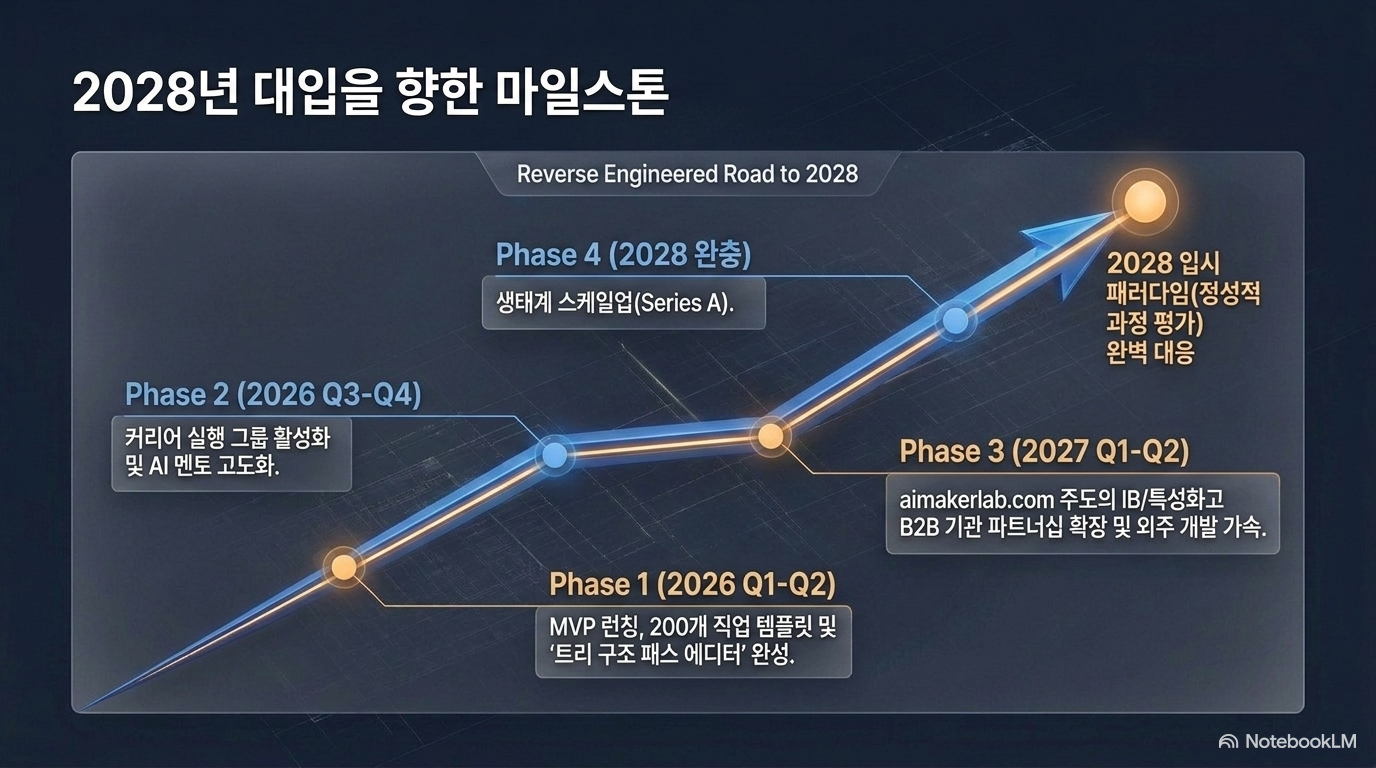 2028년 대입을 향한 마일스톤
Reverse Engineered Road to 2028
Phase 4 (2028 완충)
생태계 스케일업(Series A).
2028 입시
패러다임(정성적
과정 평가)
완벽 대응
Phase 2 (2026 Q3-Q4)
커리어 실행 그룹 활성화
및 AI 멘토 고도화.
Phase 3 (2027 Q1-Q2)
aimakerlab.com 주도의 IB/특성화고
B2B 기관 파트너십 확장 및 외주 개발 가속.
Phase 1 (2026 Q1-Q2)
MVP 런칭, 200개 직업 템플릿 및
‘트리 구조 패스 에디터’ 완성.
NotebookLM